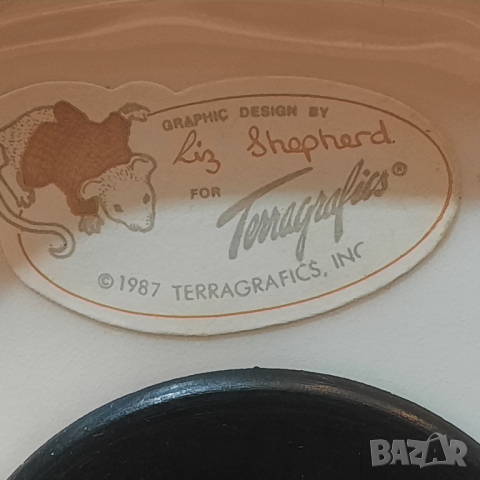 GRAPHIC DESIGN BY
Liz Shepherd
FOR
Terragrafics®
©1987 TERRAGRAFICS, INC
BAZAR